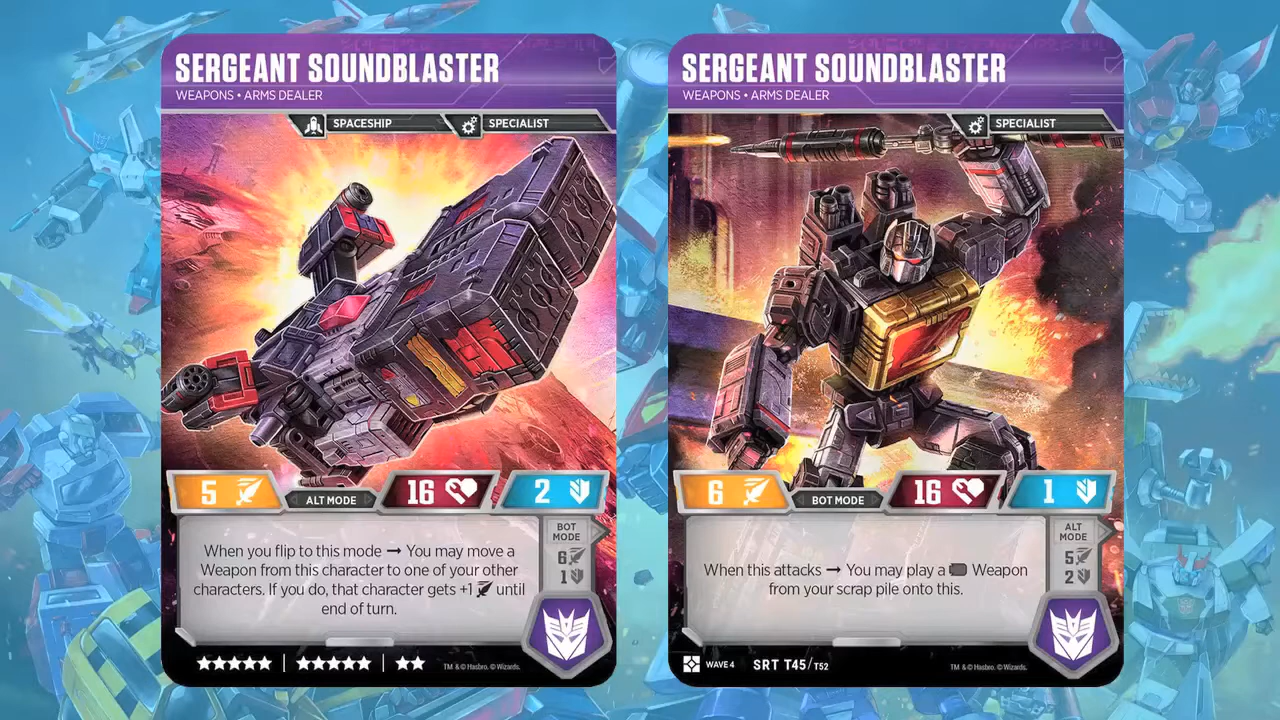 SERGEANT SOUNDBLASTER
WEAPONS • ARMS DEALER
SPACESHIP
SPECIALIST
5
ALT MODE
16
2
When you flip to this mode → You may move a
Weapon from this character to one of your other
characters. If you do, that character gets +1 until
end of turn.
BOT
MODE
6
1
TM & © Hasbro. © Wizards.
SERGEANT SOUNDBLASTER
WEAPONS • ARMS DEALER
SPECIALIST
6
BOT MODE
16
1
When this attacks → You may play a Weapon
from your scrap pile onto this.
ALT
MODE
5
2
WAVE 4 SRT T45/T52
TM & © Hasbro. © Wizards.